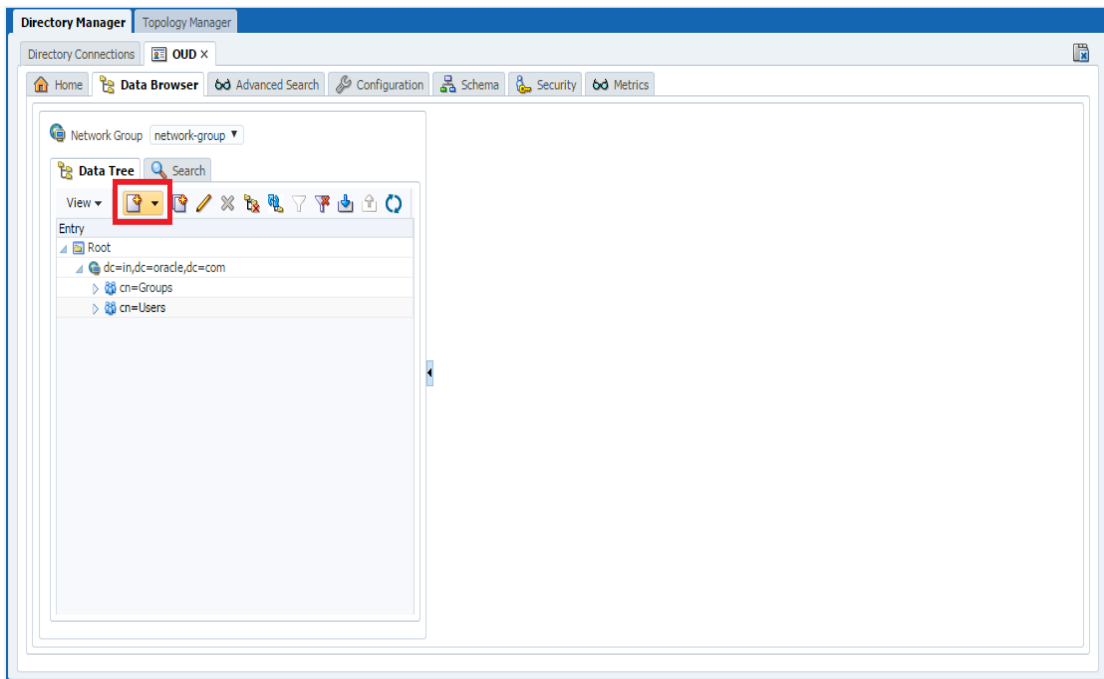 Directory Manager Topology Manager
Directory Connections OUD ×
Home Data Browser Advanced Search Configuration Schema Security Metrics
Network Group network-group
Data Tree Search
View
Entry
Root
dc=in,dc=oracle,dc=com
cn=Groups
cn=Users